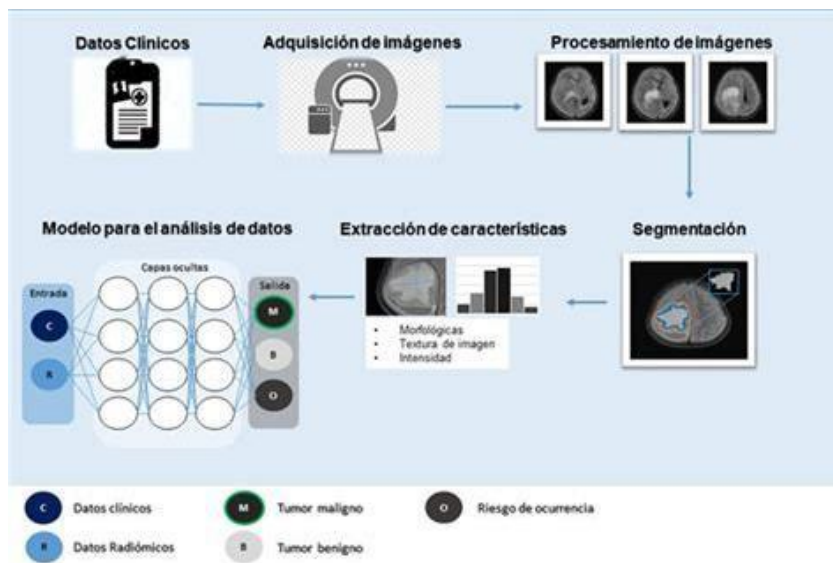 Datos Clínicos
Adquisición de imágenes
Procesamiento de imágenes
Segmentación
Extracción de características
• Morfológicas
• Textura de imagen
• Intensidad
Modelo para el análisis de datos
Capas ocultas
Entrada
Salida
C
R
M
B
O
C Datos clínicos
M Tumor maligno
O Riesgo de ocurrencia
R Datos Radiómicos
B Tumor benigno